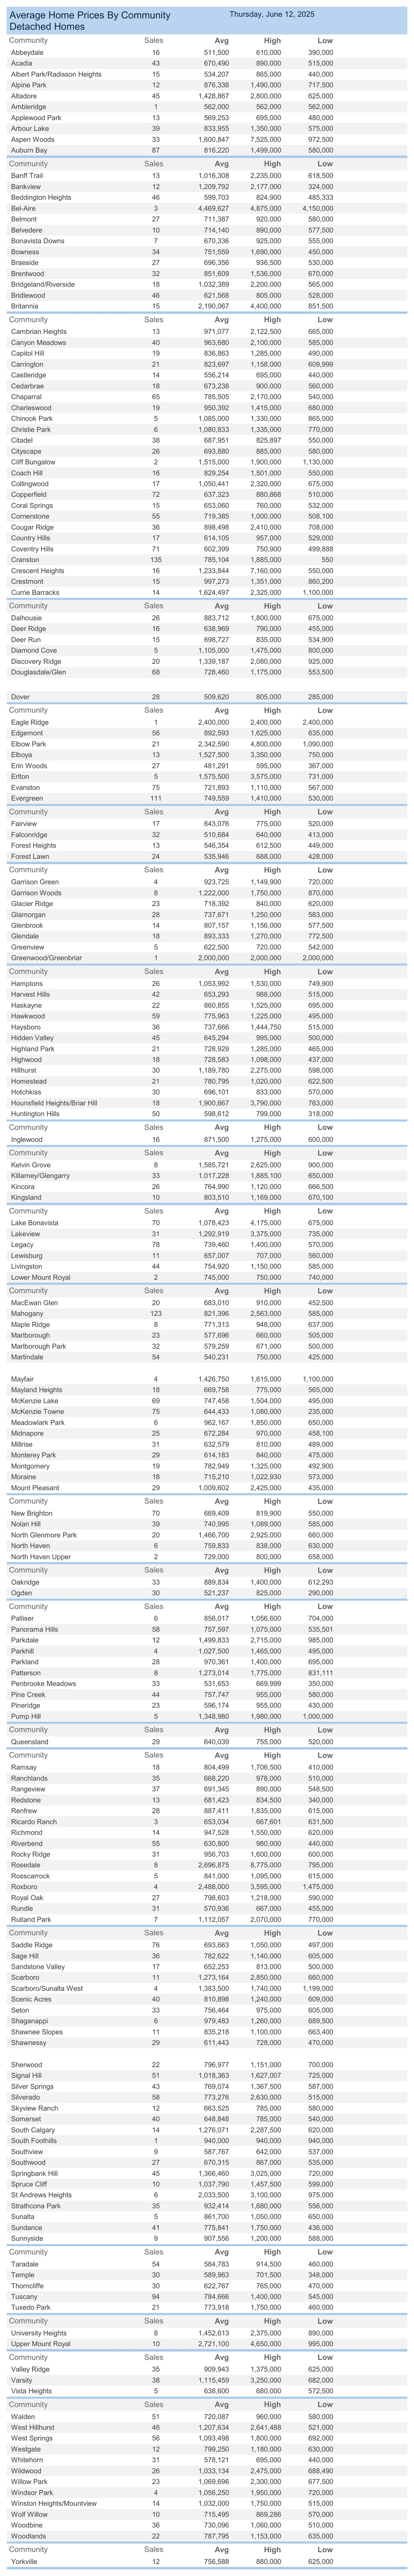 Average Home Prices By Community Thursday, June 12, 2025
Detached Homes
Community Sales Avg High Low
Abbeydale 16 511,500 610,000 390,000
Acadia 43 670,490 890,000 515,000
Albert Park/Radisson Heights 15 534,207 865,000 440,000
Alpine Park 12 876,338 1,490,000 717,500
Altadore 45 1,428,867 2,800,000 625,000
Ambleridge 1 562,000 562,000 562,000
Applewood Park 13 569,253 695,000 480,000
Arbour Lake 39 833,955 1,350,000 575,000
Aspen Woods 33 1,600,847 7,525,000 972,500
Auburn Bay 87 816,220 1,499,000 580,000
Community Sales Avg High Low
Banff Trail 13 1,016,308 2,235,000 618,500
Bankview 12 1,209,792 2,177,000 324,000
Beddington Heights 46 599,703 824,900 485,333
Bel-Aire 3 4,469,627 4,875,000 4,150,000
Belmont 27 711,387 920,000 580,000
Belvedere 10 714,140 890,000 577,500
Bonavista Downs 7 670,336 925,000 555,000
Bowness 34 751,559 1,690,000 450,000
Braeside 27 696,356 936,500 530,000
Brentwood 32 851,609 1,536,000 670,000
Bridgeland/Riverside 18 1,032,389 2,200,000 565,000
Bridlewood 46 621,568 805,000 528,000
Britannia 15 2,190,067 4,400,000 851,500
Community Sales Avg High Low
Cambrian Heights 13 971,077 2,122,500 665,000
Canyon Meadows 40 963,680 2,100,000 585,000
Capitol Hill 19 836,863 1,285,000 490,000
Carrington 21 823,697 1,158,000 609,999
Castleridge 14 556,214 695,000 440,000
Cedarbrae 18 673,238 900,000 560,000
Chaparral 65 785,505 2,170,000 540,000
Charleswood 19 950,392 1,415,000 680,000
Chinook Park 5 1,085,000 1,330,000 865,000
Christie Park 6 1,080,833 1,335,000 770,000
Citadel 38 687,951 825,897 550,000
Cityscape 26 693,880 885,000 580,000
Cliff Bungalow 2 1,515,000 1,900,000 1,130,000
Coach Hill 16 829,254 1,501,000 550,000
Collingwood 17 1,050,441 2,320,000 675,000
Copperfield 72 637,323 880,868 510,000
Coral Springs 15 653,060 760,000 532,000
Cornerstone 55 719,385 1,000,000 508,100
Cougar Ridge 36 898,498 2,410,000 708,000
Country Hills 17 614,105 957,000 529,000
Coventry Hills 71 602,399 750,900 499,888
Cranston 135 785,104 1,885,000 550
Crescent Heights 16 1,233,844 7,160,000 550,000
Crestmont 15 997,273 1,351,000 860,200
Currie Barracks 14 1,624,497 2,325,000 1,100,000
Community Sales Avg High Low
Dalhousie 26 883,712 1,800,000 675,000
Deer Ridge 16 638,969 790,000 455,000
Deer Run 15 698,727 835,000 534,900
Diamond Cove 5 1,105,000 1,475,000 800,000
Discovery Ridge 20 1,339,187 2,080,000 925,000
Douglasdale/Glen 68 728,460 1,175,000 553,500
Dover 28 509,620 805,000 285,000
Community Sales Avg High Low
Eagle Ridge 1 2,400,000 2,400,000 2,400,000
Edgemont 56 892,593 1,625,000 635,000
Elbow Park 21 2,342,590 4,800,000 1,090,000
Elboya 13 1,527,500 3,350,000 750,000
Erin Woods 27 481,291 595,000 367,000
Erlton 5 1,575,500 3,575,000 731,000
Evanston 75 721,893 1,110,000 567,000
Evergreen 111 749,559 1,410,000 530,000
Community Sales Avg High Low
Fairview 17 643,076 775,000 520,000
Falconridge 32 510,684 640,000 413,000
Forest Heights 13 546,354 612,500 449,000
Forest Lawn 24 535,946 688,000 428,000
Community Sales Avg High Low
Garrison Green 4 923,725 1,149,900 720,000
Garrison Woods 8 1,222,000 1,750,000 870,000
Glacier Ridge 23 718,392 840,000 620,000
Glamorgan 28 737,671 1,250,000 583,000
Glenbrook 14 807,157 1,156,000 577,500
Glendale 18 893,333 1,270,000 772,500
Greenview 5 622,500 720,000 542,000
Greenwood/Greenbriar 1 2,000,000 2,000,000 2,000,000
Community Sales Avg High Low
Hamptons 26 1,053,992 1,530,000 749,900
Harvest Hills 42 653,293 988,000 515,000
Haskayne 22 860,855 1,525,000 695,000
Hawkwood 59 775,963 1,225,000 495,000
Haysboro 36 737,666 1,444,750 515,000
Hidden Valley 45 645,294 995,000 500,000
Highland Park 21 728,929 1,285,000 465,000
Highwood 18 728,583 1,098,000 437,000
Hillhurst 30 1,189,780 2,275,000 598,000
Homestead 21 780,795 1,020,000 622,500
Hotchkiss 30 696,101 833,000 570,000
Hounsfield Heights/Briar Hill 18 1,900,667 3,790,000 763,000
Huntington Hills 50 598,612 799,000 318,000
Community Sales Avg High Low
Inglewood 16 871,500 1,275,000 600,000
Community Sales Avg High Low
Kelvin Grove 8 1,585,721 2,625,000 900,000
Killarney/Glengarry 33 1,017,228 1,885,100 650,000
Kincora 26 764,990 1,120,000 666,500
Kingsland 10 803,510 1,169,000 670,100
Community Sales Avg High Low
Lake Bonavista 70 1,078,423 4,175,000 675,000
Lakeview 31 1,292,919 3,375,000 735,000
Legacy 78 739,460 1,400,000 570,000
Lewisburg 11 657,007 707,000 560,000
Livingston 44 754,920 1,150,000 585,000
Lower Mount Royal 2 745,000 750,000 740,000
Community Sales Avg High Low
MacEwan Glen 20 683,010 910,000 452,500
Mahogany 123 821,396 2,563,000 585,000
Maple Ridge 8 771,313 948,000 637,000
Marlborough 23 577,696 660,000 505,000
Marlborough Park 32 579,259 671,000 500,000
Martindale 54 540,231 750,000 425,000
Mayfair 4 1,426,750 1,615,000 1,100,000
Mayland Heights 18 669,758 775,000 565,000
McKenzie Lake 69 747,458 1,504,000 495,000
McKenzie Towne 75 644,433 1,080,000 235,000
Meadowlark Park 6 962,167 1,850,000 650,000
Midnapore 25 672,284 970,000 458,100
Millrise 31 632,579 810,000 489,000
Monterey Park 29 614,183 840,000 475,000
Montgomery 19 782,949 1,325,000 492,900
Moraine 18 715,210 1,022,930 573,000
Mount Pleasant 29 1,009,602 2,425,000 435,000
Community Sales Avg High Low
New Brighton 70 669,409 819,900 550,000
Nolan Hill 39 740,995 1,089,000 585,000
North Glenmore Park 20 1,466,700 2,925,000 660,000
North Haven 6 759,833 838,000 630,000
North Haven Upper 2 729,000 800,000 658,000
Community Sales Avg High Low
Oakridge 33 889,834 1,400,000 612,293
Ogden 30 521,237 825,000 290,000
Community Sales Avg High Low
Palliser 6 856,017 1,056,600 704,000
Panorama Hills 58 757,597 1,075,000 535,501
Parkdale 12 1,499,833 2,715,000 985,000
Parkhill 4 1,027,500 1,465,000 495,000
Parkland 28 970,361 1,400,000 695,000
Patterson 8 1,273,014 1,775,000 831,111
Penbrooke Meadows 33 531,653 669,999 350,000
Pine Creek 44 757,747 955,000 580,000
Pineridge 23 596,174 955,000 430,000
Pump Hill 5 1,348,980 1,980,000 1,000,000
Community Sales Avg High Low
Queensland 29 640,039 755,000 520,000
Community Sales Avg High Low
Ramsay 18 804,499 1,706,500 410,000
Ranchlands 35 668,220 978,000 510,000
Rangeview 37 691,345 890,000 548,500
Redstone 13 681,423 834,500 340,000
Renfrew 28 887,411 1,835,000 615,000
Ricardo Ranch 3 653,034 667,601 631,500
Richmond 14 947,528 1,550,000 620,000
Riverbend 55 630,800 980,000 440,000
Rocky Ridge 31 956,703 1,600,000 600,000
Rosedale 8 2,696,875 8,775,000 795,000
Rosscarrock 5 841,000 1,095,000 615,000
Roxboro 4 2,488,000 3,595,000 1,475,000
Royal Oak 27 798,603 1,218,000 590,000
Rundle 31 570,936 667,000 455,000
Rutland Park 7 1,112,057 2,070,000 770,000
Community Sales Avg High Low
Saddle Ridge 76 693,663 1,050,000 497,000
Sage Hill 36 782,622 1,140,000 605,000
Sandstone Valley 17 652,253 813,000 500,000
Scarboro 11 1,273,164 2,850,000 660,000
Scarboro/Sunalta West 4 1,383,500 1,740,000 1,199,000
Scenic Acres 40 810,898 1,240,000 609,000
Seton 33 756,464 975,000 605,000
Shaganappi 6 979,483 1,260,000 689,500
Shawnee Slopes 11 835,218 1,100,000 663,400
Shawnessy 29 611,443 728,000 470,000
Sherwood 22 796,977 1,151,000 700,000
Signal Hill 51 1,018,363 1,627,007 725,000
Silver Springs 43 769,074 1,367,500 587,000
Silverado 58 773,276 2,630,000 515,000
Skyview Ranch 12 663,525 785,000 580,000
Somerset 40 648,848 785,000 540,000
South Calgary 14 1,276,071 2,287,500 620,000
South Foothills 1 940,000 940,000 940,000
Southview 9 587,767 642,000 537,000
Southwood 27 670,315 867,000 535,000
Springbank Hill 45 1,366,460 3,025,000 720,000
Spruce Cliff 10 1,037,790 1,457,500 599,000
St Andrews Heights 6 2,033,500 3,100,000 975,000
Strathcona Park 35 932,414 1,680,000 556,000
Sunalta 5 861,700 1,050,000 650,000
Sundance 41 775,841 1,750,000 436,000
Sunnyside 9 907,556 1,200,000 588,000
Community Sales Avg High Low
Taradale 54 584,783 914,500 460,000
Temple 30 589,963 701,500 348,000
Thorncliffe 30 622,767 765,000 470,000
Tuscany 94 784,666 1,400,000 545,000
Tuxedo Park 21 773,918 1,750,000 460,000
Community Sales Avg High Low
University Heights 8 1,452,613 2,375,000 890,000
Upper Mount Royal 10 2,721,100 4,650,000 995,000
Community Sales Avg High Low
Valley Ridge 35 909,943 1,375,000 625,000
Varsity 38 1,115,459 3,250,000 682,000
Vista Heights 5 638,600 680,000 572,500
Community Sales Avg High Low
Walden 51 720,087 960,000 580,000
West Hillhurst 46 1,207,634 2,641,488 521,000
West Springs 56 1,093,498 1,800,000 692,000
Westgate 12 799,250 1,180,000 630,000
Whitehorn 31 578,121 695,000 440,000
Wildwood 26 1,033,134 2,475,000 688,490
Willow Park 23 1,069,696 2,300,000 677,500
Windsor Park 4 1,056,250 1,950,000 720,000
Winston Heights/Mountview 14 1,032,000 1,750,000 515,000
Wolf Willow 10 715,495 869,286 570,000
Woodbine 36 730,096 1,060,000 510,000
Woodlands 22 787,795 1,153,000 635,000
Community Sales Avg High Low
Yorkville 12 756,588 880,000 625,000